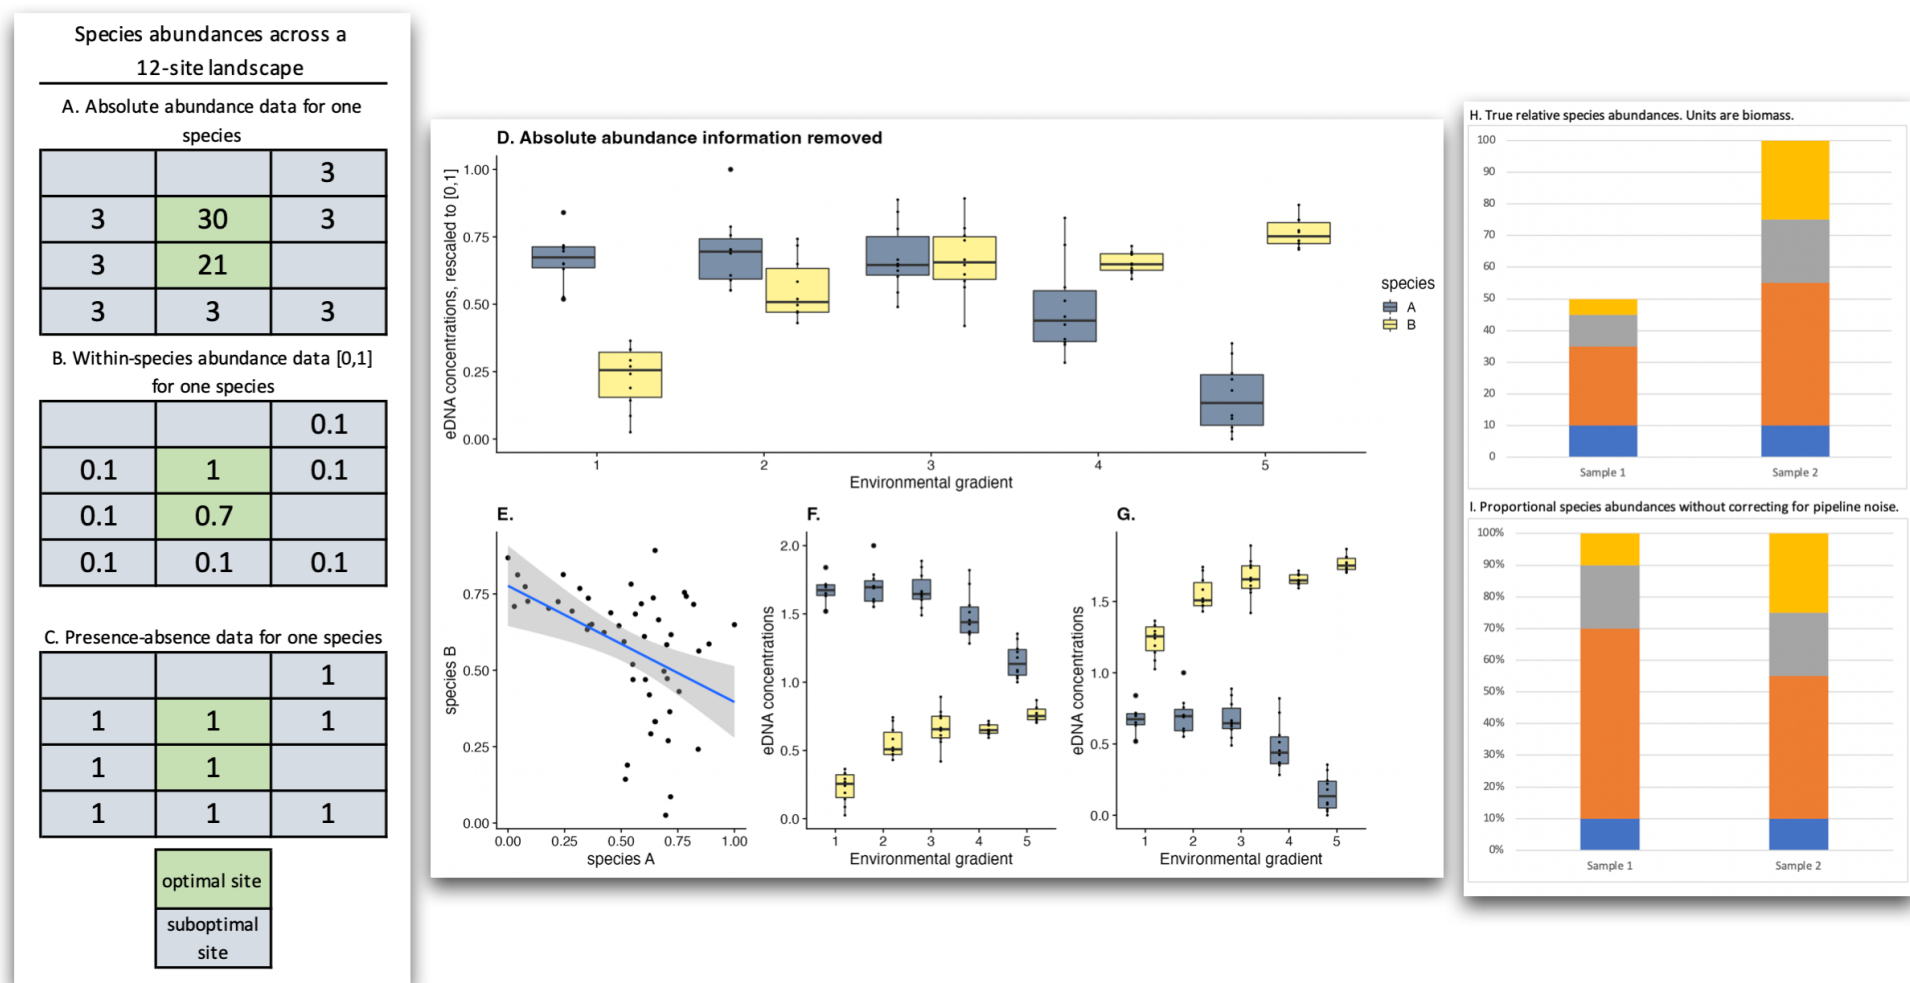 Species abundances across a
12-site landscape
A. Absolute abundance data for one
species
3
3 30 3
3 21
3 3 3
B. Within-species abundance data [0,1]
for one species
0.1
0.1 1 0.1
0.1 0.7
0.1 0.1 0.1
C. Presence-absence data for one species
1
1 1 1
1 1
1 1 1
optimal site
suboptimal
site
D. Absolute abundance information removed
eDNA concentrations, rescaled to [0,1]
1.00
0.75
0.50
0.25
0.00
1 2 3 4 5
Environmental gradient
species
A
B
E.
species B
0.75
0.50
0.25
0.00
0.00 0.25 0.50 0.75 1.00
species A
F.
eDNA concentrations
2.0
1.5
1.0
0.5
0.0
1 2 3 4 5
Environmental gradient
G.
eDNA concentrations
1.5
1.0
0.5
0.0
1 2 3 4 5
Environmental gradient
H. True relative species abundances. Units are biomass.
100
90
80
70
60
50
40
30
20
10
0
Sample 1 Sample 2
I. Proportional species abundances without correcting for pipeline noise.
100%
90%
80%
70%
60%
50%
40%
30%
20%
10%
0%
Sample 1 Sample 2